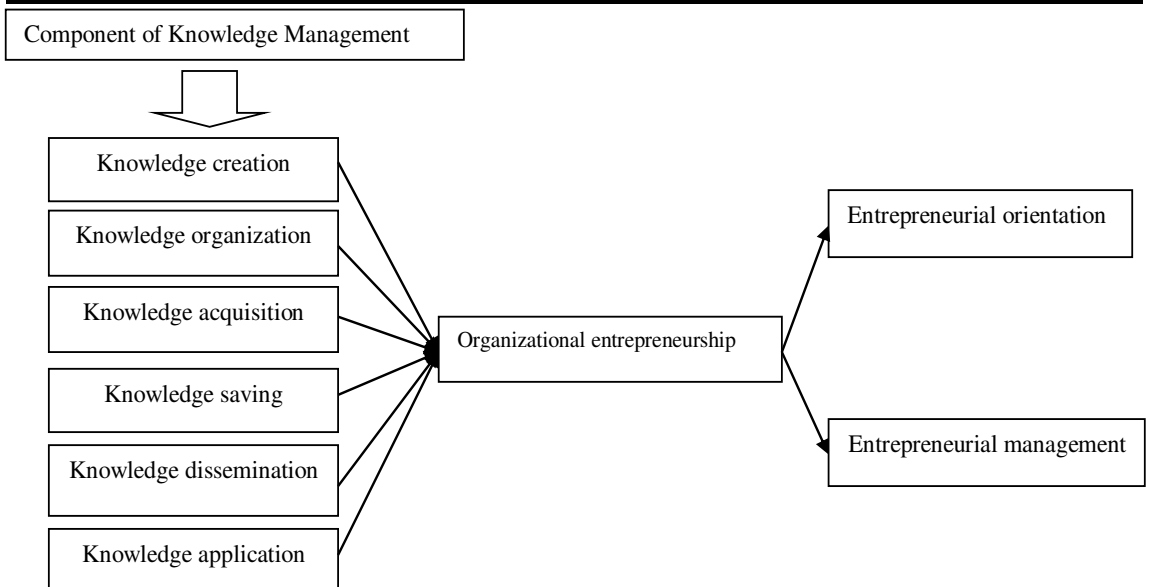 Component of Knowledge Management
Knowledge creation
Knowledge organization
Knowledge acquisition
Knowledge saving
Knowledge dissemination
Knowledge application
Organizational entrepreneurship
Entrepreneurial orientation
Entrepreneurial management